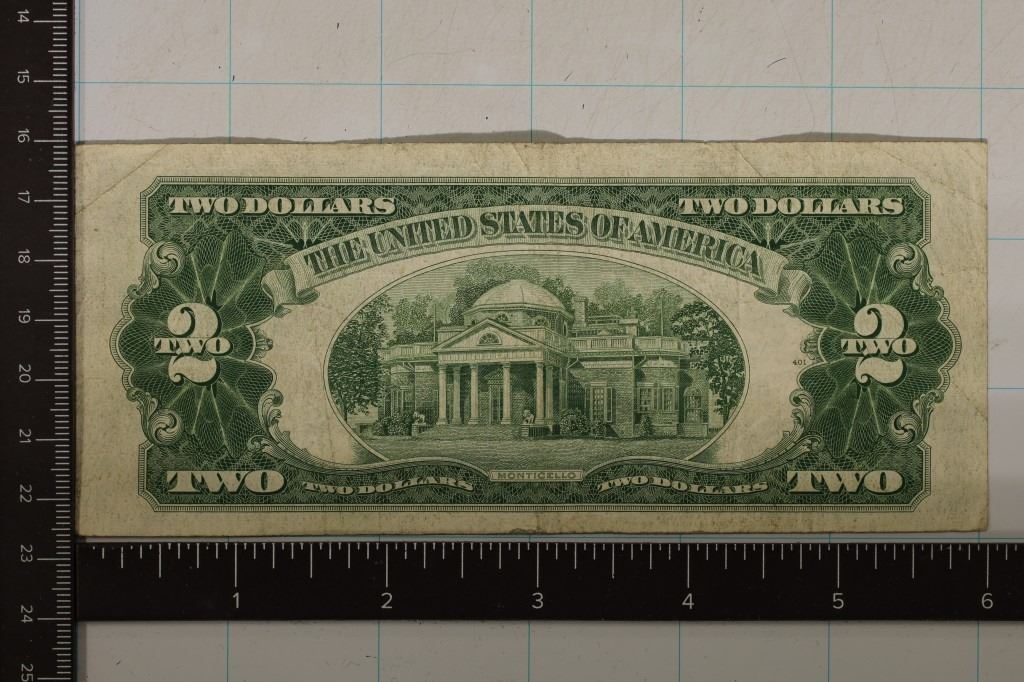 14
15
16
17
18
19
20
21
22
23
24
25
TWO DOLLARS TWO DOLLARS
THE UNITED STATES OF AMERICA
2 2
TWO TWO
401
TWO TWO DOLLARS MONTICELLO TWO DOLLARS TWO
1 2 3 4 5 6